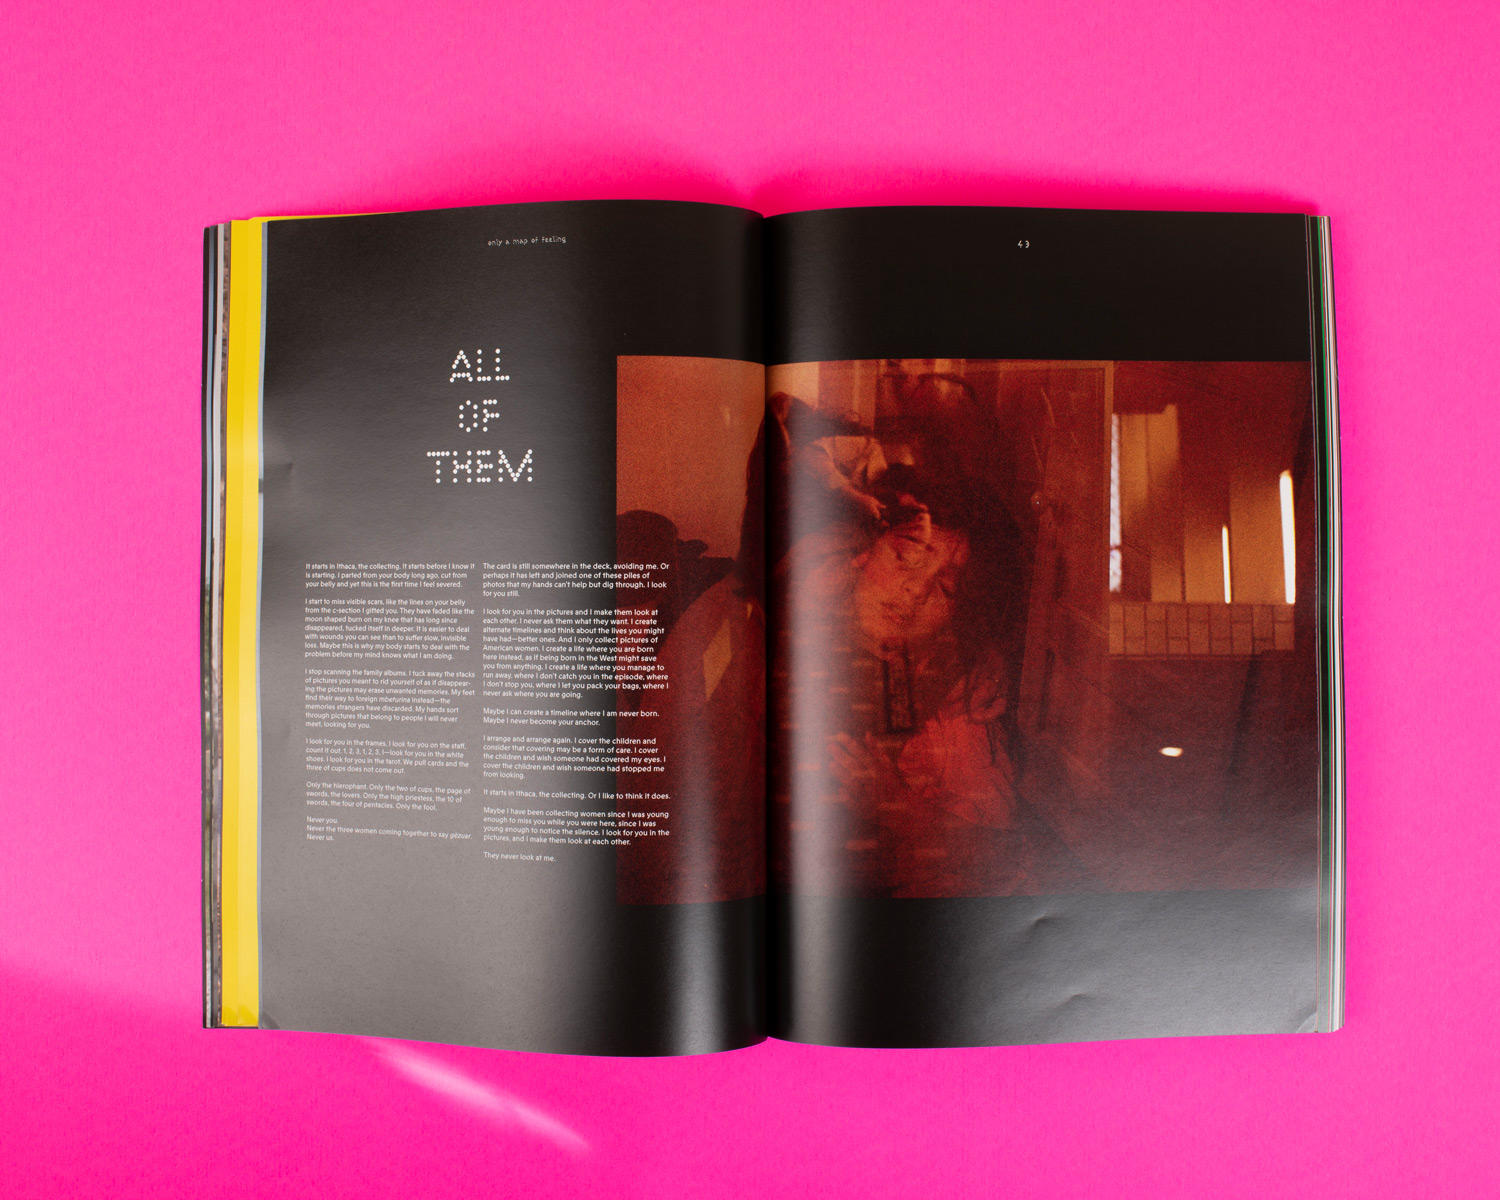 only a map of feeling
43
ALL
OF
THEM
It starts in Ithaca, the collecting. It starts before I know it
is starting. I parted from your body long ago, cut from
your belly and yet this is the first time I feel severed.
I start to miss visible scars, like the lines on your belly
from the c-section I gifted you. They have faded like the
moon shaped burn on my knee that has long since
disappeared, tucked itself in deeper. It is easier to deal
with wounds you can see than to suffer slow, invisible
loss. Maybe this is why my body starts to deal with the
problem before my mind knows what I am doing.
I stop scanning the family albums. I tuck away the stacks
of pictures you meant to rid yourself of as if disappear-
ing the pictures may erase unwanted memories. My feet
find their way to foreign mbeturina instead—the
memories strangers have discarded. My hands sort
through pictures that belong to people I will never
meet, looking for you.
I look for you in the frames, I look for you on the staff,
count it out 1, 2, 3, 1, 2, 3, I—look for you in the white
shoes. I look for you in the tarot. We pull cards and the
three of cups does not come out.
Only the hierophant. Only the two of cups, the page of
swords, the lovers. Only the high priestess, the 10 of
swords, the four of pentacles. Only the fool.
Never you.
Never the three women coming together to say gëzuar.
Never us.
The card is still somewhere in the deck, avoiding me. Or
perhaps it has left and joined one of these piles of
photos that my hands can't help but dig through. I look
for you still.
I look for you in the pictures and I make them look at
each other. I never ask them what they want. I create
alternate timelines and think about the lives you might
have had—better ones. And I only collect pictures of
American women. I create a life where you are born
here instead, as if being born in the West might save
you from anything. I create a life where you manage to
run away, where I don't catch you in the episode, where
I don't stop you, where I let you pack your bags, where I
never ask where you are going.
Maybe I can create a timeline where I am never born.
Maybe I never become your anchor.
I arrange and arrange again. I cover the children and
consider that covering may be a form of care. I cover
the children and wish someone had covered my eyes. I
cover the children and wish someone had stopped me
from looking.
It starts in Ithaca, the collecting. Or I like to think it does.
Maybe I have been collecting women since I was young
enough to miss you while you were here, since I was
young enough to notice the silence. I look for you in the
pictures, and I make them look at each other.
They never look at me.